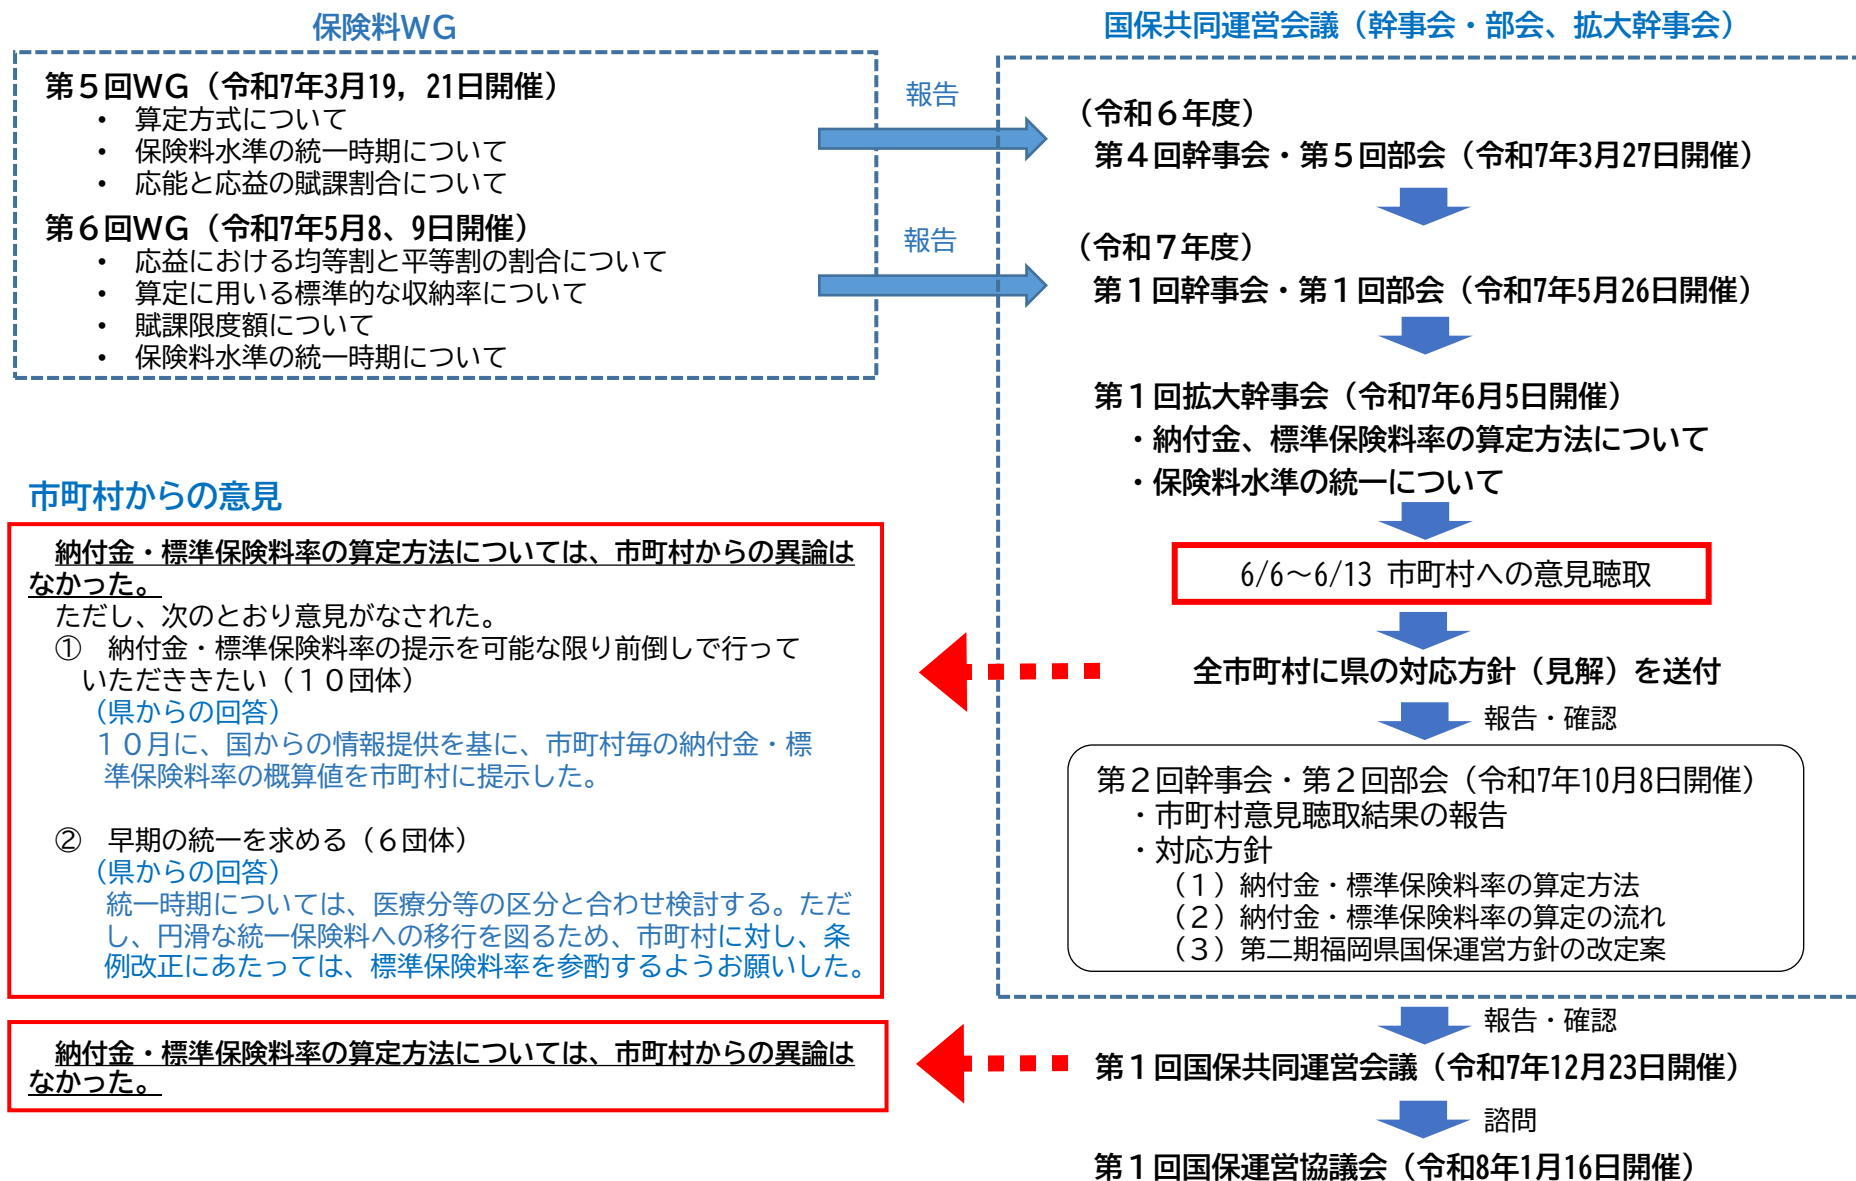 保険料WG
第5回WG（令和7年3月19，21日開催）
• 算定方式について
• 保険料水準の統一時期について
• 応能と応益の賦課割合について
第6回WG（令和7年5月8、9日開催）
• 応益における均等割と平等割の割合について
• 算定に用いる標準的な収納率について
• 賦課限度額について
• 保険料水準の統一時期について
報告
報告
国保共同運営会議（幹事会・部会、拡大幹事会）
（令和６年度）
第４回幹事会・第５回部会（令和7年3月27日開催）
（令和７年度）
第１回幹事会・第１回部会（令和7年5月26日開催）
第１回拡大幹事会（令和7年6月5日開催）
・納付金、標準保険料率の算定方法について
・保険料水準の統一について
6/6～6/13 市町村への意見聴取
全市町村に県の対応方針（見解）を送付
報告・確認
第２回幹事会・第２回部会（令和7年10月8日開催）
・市町村意見聴取結果の報告
・対応方針
（１）納付金・標準保険料率の算定方法
（２）納付金・標準保険料率の算定の流れ
（３）第二期福岡県国保運営方針の改定案
報告・確認
第１回国保共同運営会議（令和7年12月23日開催）
諮問
第１回国保運営協議会（令和8年1月16日開催）
市町村からの意見
納付金・標準保険料率の算定方法については、市町村からの異論は
なかった。
ただし、次のとおり意見がなされた。
① 納付金・標準保険料率の提示を可能な限り前倒しで行って
いただききたい（１０団体）
（県からの回答）
１０月に、国からの情報提供を基に、市町村毎の納付金・標
準保険料率の概算値を市町村に提示した。
② 早期の統一を求める（６団体）
（県からの回答）
統一時期については、医療分等の区分と合わせ検討する。ただ
し、円滑な統一保険料への移行を図るため、市町村に対し、条
例改正にあたっては、標準保険料率を参酌するようお願いした。
納付金・標準保険料率の算定方法については、市町村からの異論は
なかった。